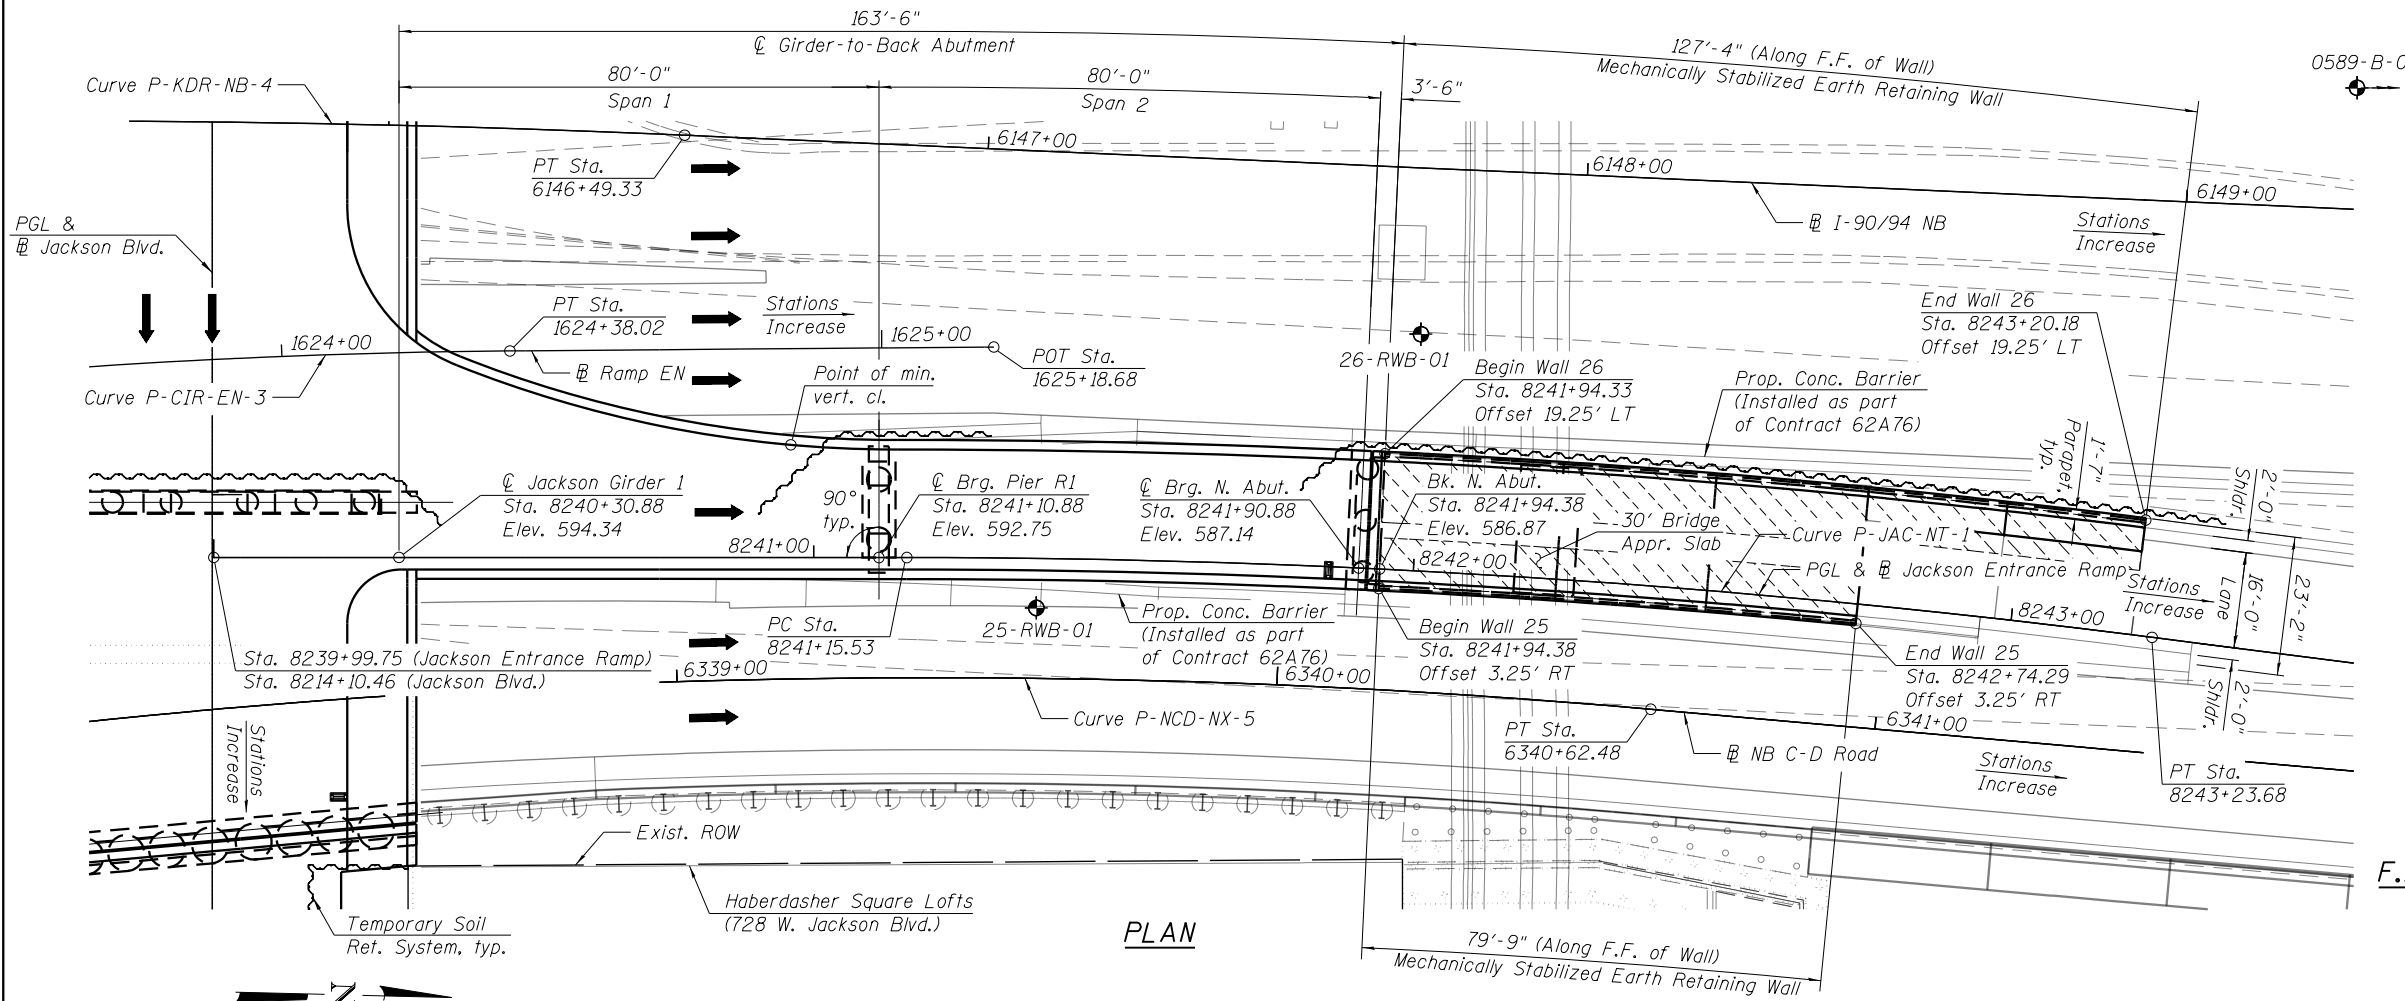 163'-6"
℄ Girder-to-Back Abutment
127'-4" (Along F.F. of Wall)
Mechanically Stabilized Earth Retaining Wall
80'-0"
Span 1
80'-0"
Span 2
3'-6"
Curve P-KDR-NB-4
PT Sta.
6146+49.33
6147+00
6148+00
6149+00
PGL &
B Jackson Blvd.
B I-90/94 NB
Stations
Increase
PT Sta.
1624+38.02
Stations
Increase
1624+00
1625+00
POT Sta.
1625+18.68
B Ramp EN
Curve P-CIR-EN-3
Point of min.
vert. cl.
26-RWB-01
Begin Wall 26
Sta. 8241+94.33
Offset 19.25' LT
End Wall 26
Sta. 8243+20.18
Offset 19.25' LT
Prop. Conc. Barrier
(Installed as part
of Contract 62A76)
1'-7"
Parapet,
typ.
2'-0"
Shldr.
℄ Jackson Girder 1
Sta. 8240+30.88
Elev. 594.34
90°
typ.
℄ Brg. Pier R1
Sta. 8241+10.88
Elev. 592.75
℄ Brg. N. Abut.
Sta. 8241+90.88
Elev. 587.14
Bk. N. Abut.
Sta. 8241+94.38
Elev. 586.87
30' Bridge
Appr. Slab
Curve P-JAC-NT-1
PGL & B Jackson Entrance Ramp
8241+00
8242+00
8243+00
Stations
Increase
16'-0"
Lane
23'-2"
2'-0"
Shldr.
Sta. 8239+99.75 (Jackson Entrance Ramp)
Sta. 8214+10.46 (Jackson Blvd.)
PC Sta.
8241+15.53
25-RWB-01
Prop. Conc. Barrier
(Installed as part
of Contract 62A76)
Begin Wall 25
Sta. 8241+94.38
Offset 3.25' RT
End Wall 25
Sta. 8242+74.29
Offset 3.25' RT
6339+00
6340+00
6341+00
Curve P-NCD-NX-5
PT Sta.
6340+62.48
B NB C-D Road
Stations
Increase
PT Sta.
8243+23.68
Stations
Increase
Exist. ROW
Haberdasher Square Lofts
(728 W. Jackson Blvd.)
Temporary Soil
Ret. System, typ.
PLAN
79'-9" (Along F.F. of Wall)
Mechanically Stabilized Earth Retaining Wall
N